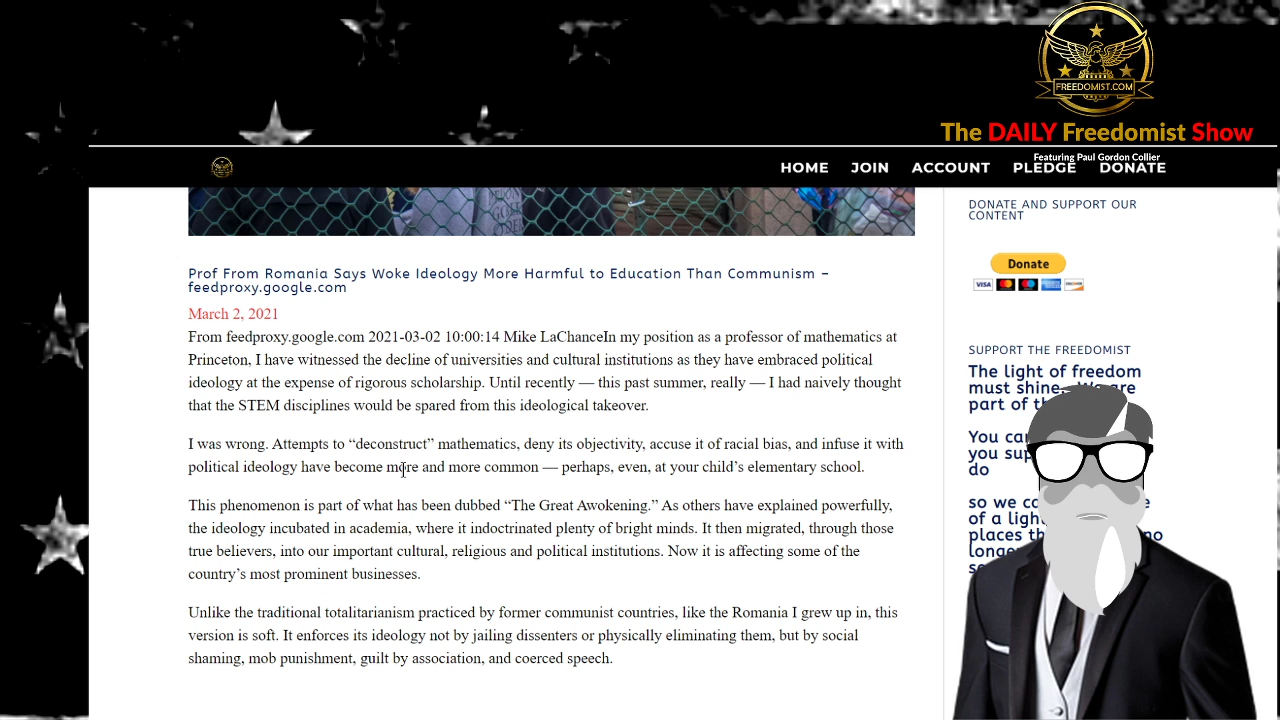 FREEDOMIST.COM
The DAILY Freedomist Show
Featuring Paul Gordon Collier
HOME JOIN ACCOUNT PLEDGE DONATE
Prof From Romania Says Woke Ideology More Harmful to Education Than Communism –
feedproxy.google.com
March 2, 2021
From feedproxy.google.com 2021-03-02 10:00:14 Mike LaChanceIn my position as a professor of mathematics at
Princeton, I have witnessed the decline of universities and cultural institutions as they have embraced political
ideology at the expense of rigorous scholarship. Until recently — this past summer, really — I had naively thought
that the STEM disciplines would be spared from this ideological takeover.
I was wrong. Attempts to “deconstruct” mathematics, deny its objectivity, accuse it of racial bias, and infuse it with
political ideology have become more and more common — perhaps, even, at your child’s elementary school.
This phenomenon is part of what has been dubbed “The Great Awokening.” As others have explained powerfully,
the ideology incubated in academia, where it indoctrinated plenty of bright minds. It then migrated, through those
true believers, into our important cultural, religious and political institutions. Now it is affecting some of the
country’s most prominent businesses.
Unlike the traditional totalitarianism practiced by former communist countries, like the Romania I grew up in, this
version is soft. It enforces its ideology not by jailing dissenters or physically eliminating them, but by social
shaming, mob punishment, guilt by association, and coerced speech.
DONATE AND SUPPORT OUR
CONTENT
Donate
VISA
DISCOVER
SUPPORT THE FREEDOMIST
The light of freedom
must shine. We are
part of
You
you
do
so we
of a
places no
longer